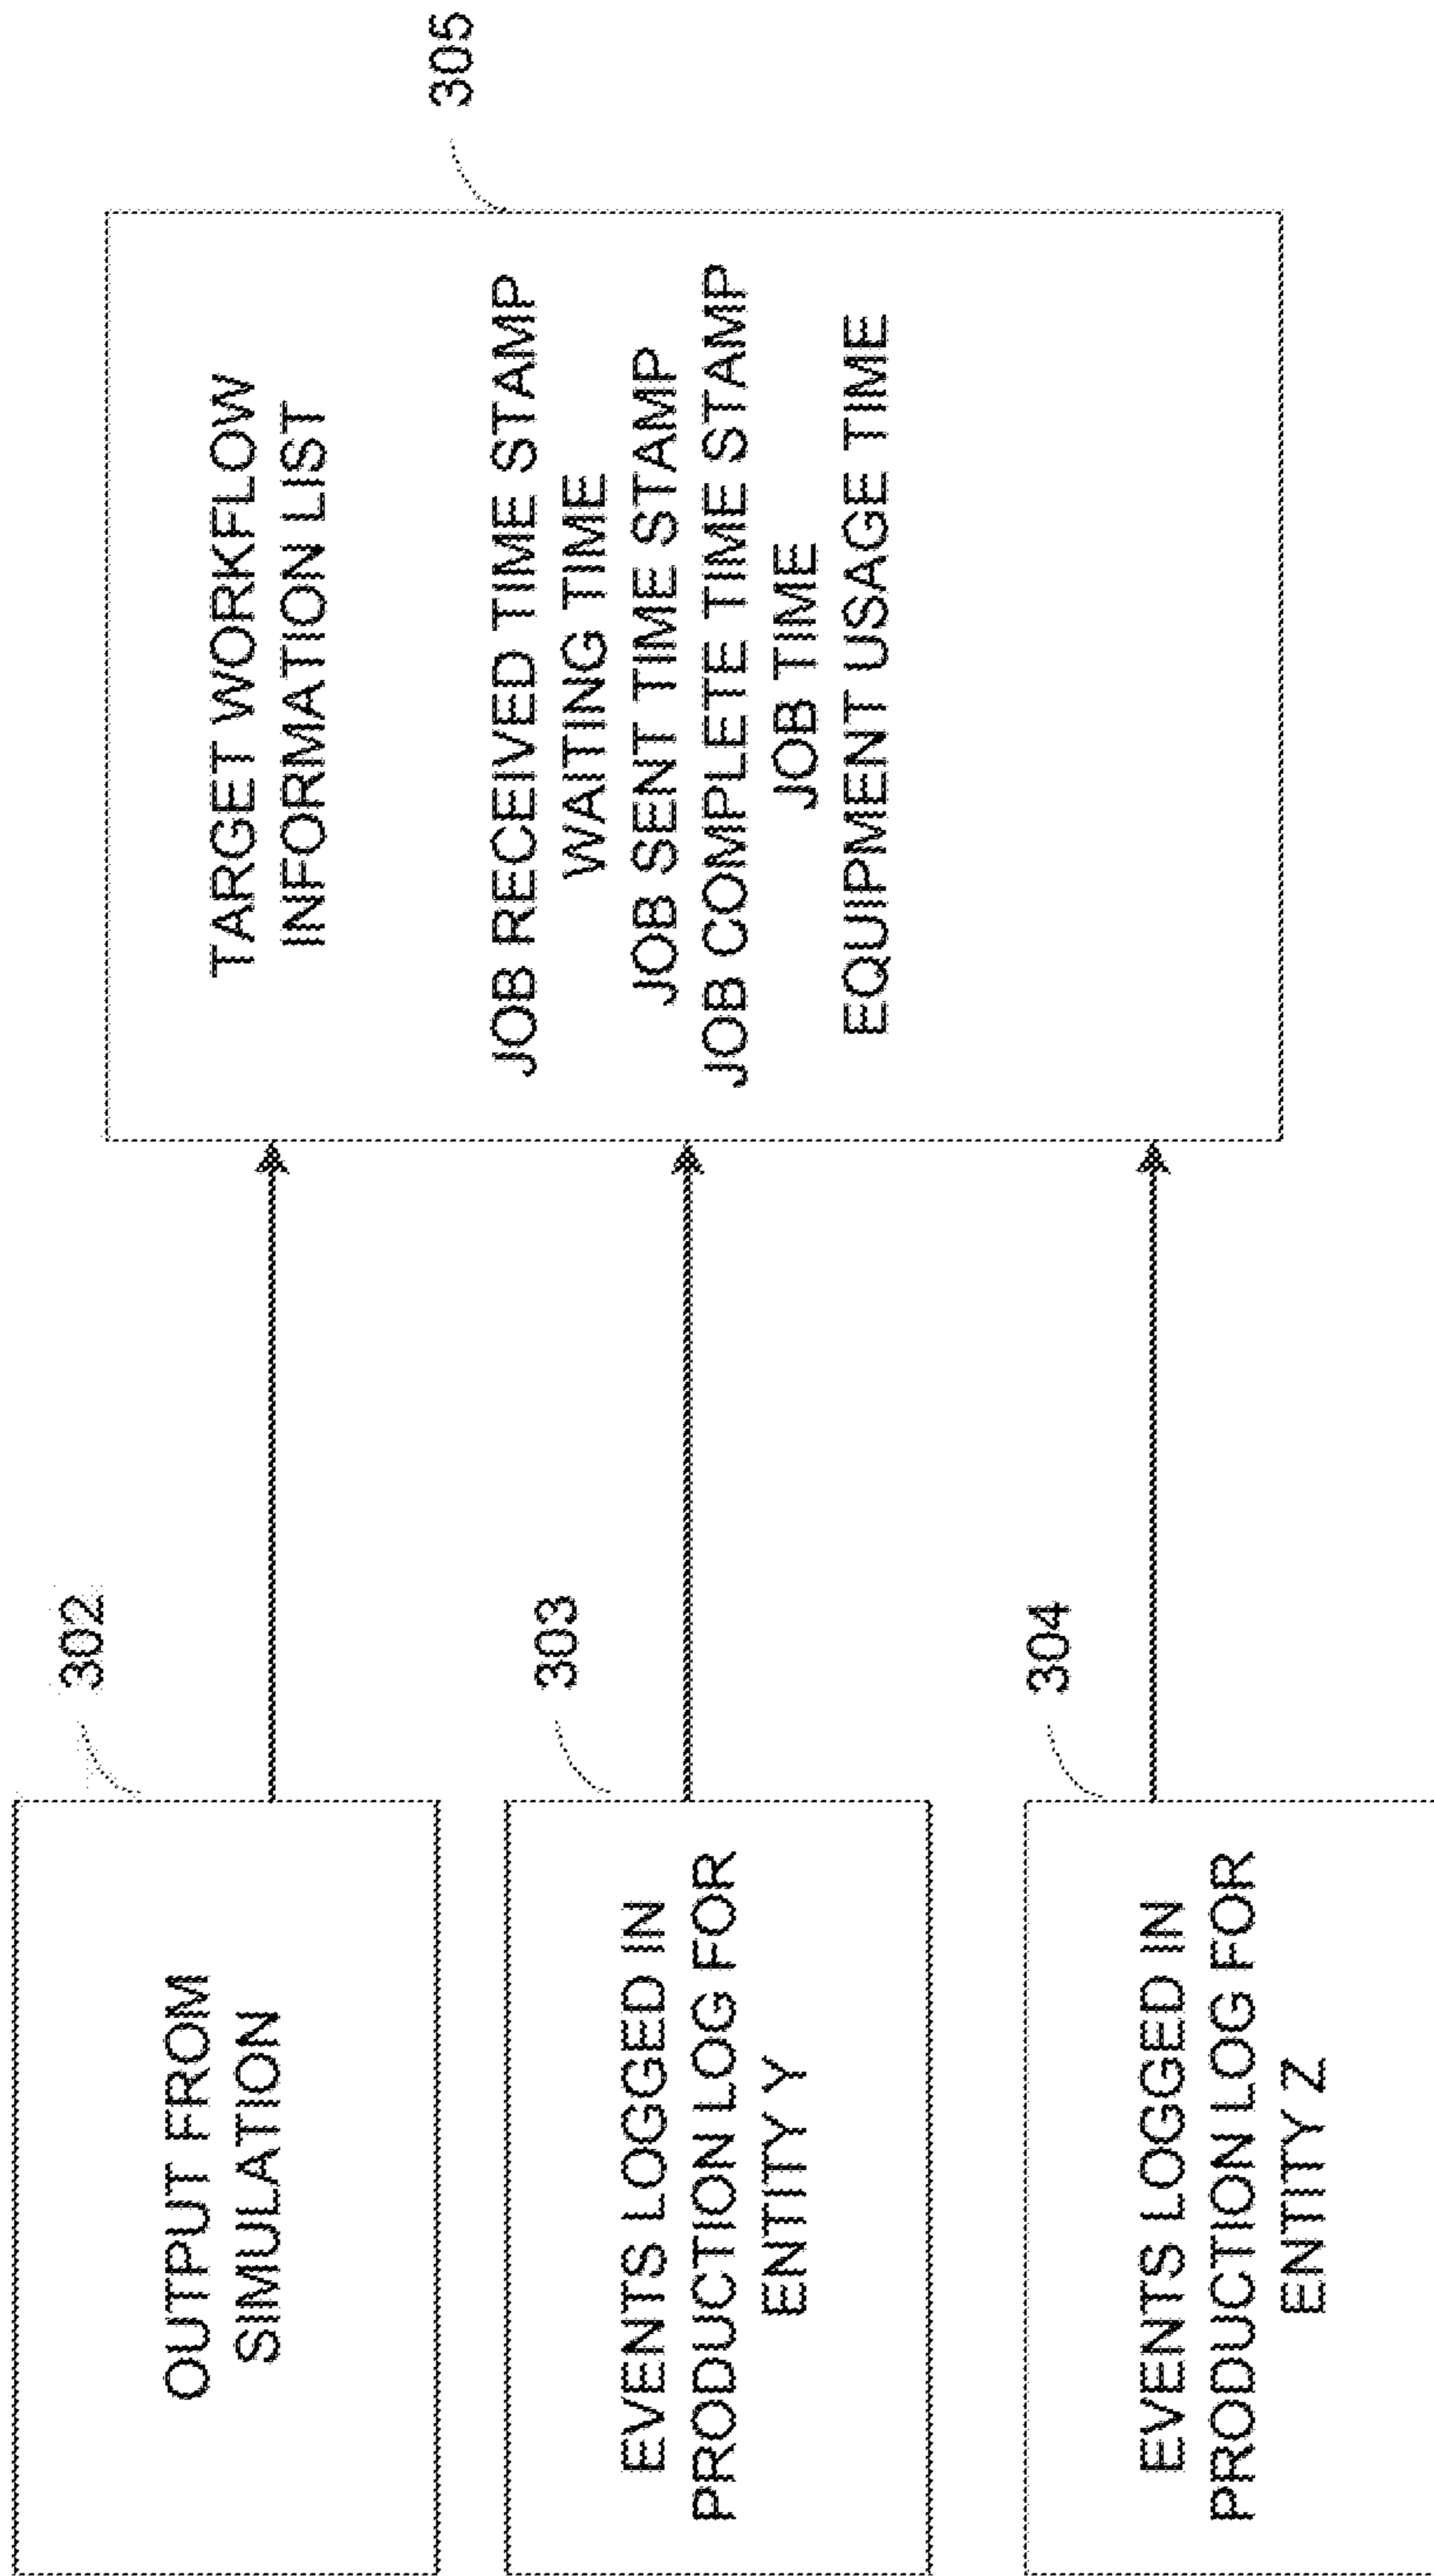 302
OUTPUT FROM
SIMULATION
303
EVENTS LOGGED IN
PRODUCTION LOG FOR
ENTITY Y
304
EVENTS LOGGED IN
PRODUCTION LOG FOR
ENTITY Z
305
TARGET WORKFLOW
INFORMATION LIST
JOB RECEIVED TIME STAMP
WAITING TIME
JOB SENT TIME STAMP
JOB COMPLETE TIME STAMP
JOB TIME
EQUIPMENT USAGE TIME